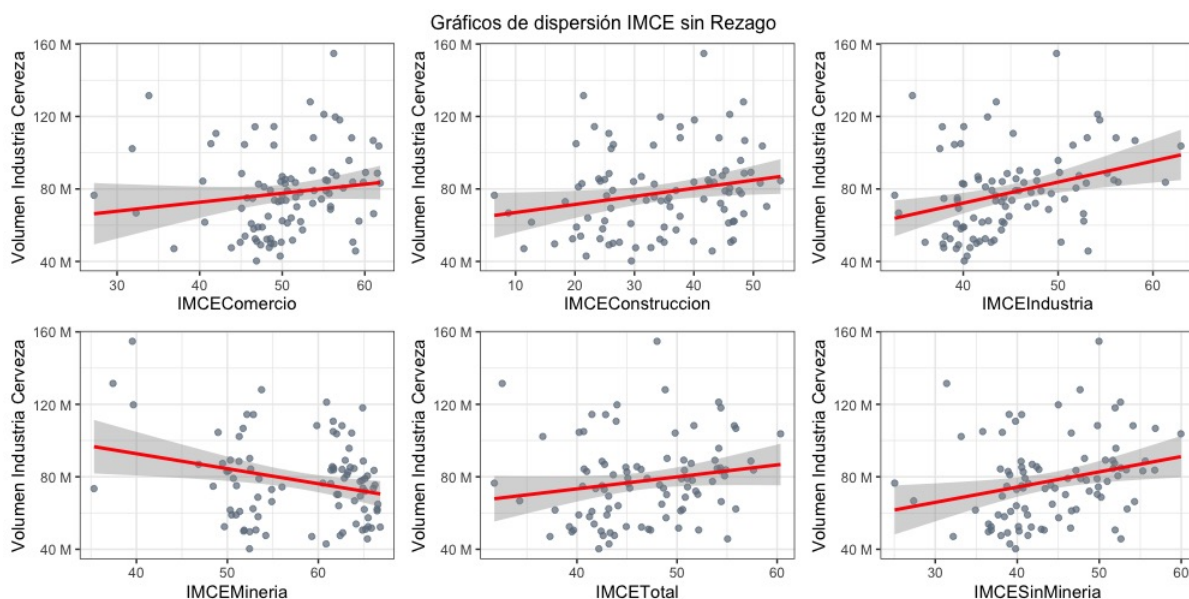 Gráficos de dispersión IMCE sin Rezago
Volumen Industria Cerveza
160 M
120 M
80 M
40 M
30 40 50 60
IMCEComercio
Volumen Industria Cerveza
160 M
120 M
80 M
40 M
10 20 30 40 50
IMCEConstruccion
Volumen Industria Cerveza
160 M
120 M
80 M
40 M
40 50 60
IMCEIndustria
Volumen Industria Cerveza
160 M
120 M
80 M
40 M
40 50 60
IMCEMineria
Volumen Industria Cerveza
160 M
120 M
80 M
40 M
40 50 60
IMCETotal
Volumen Industria Cerveza
160 M
120 M
80 M
40 M
30 40 50 60
IMCESinMineria